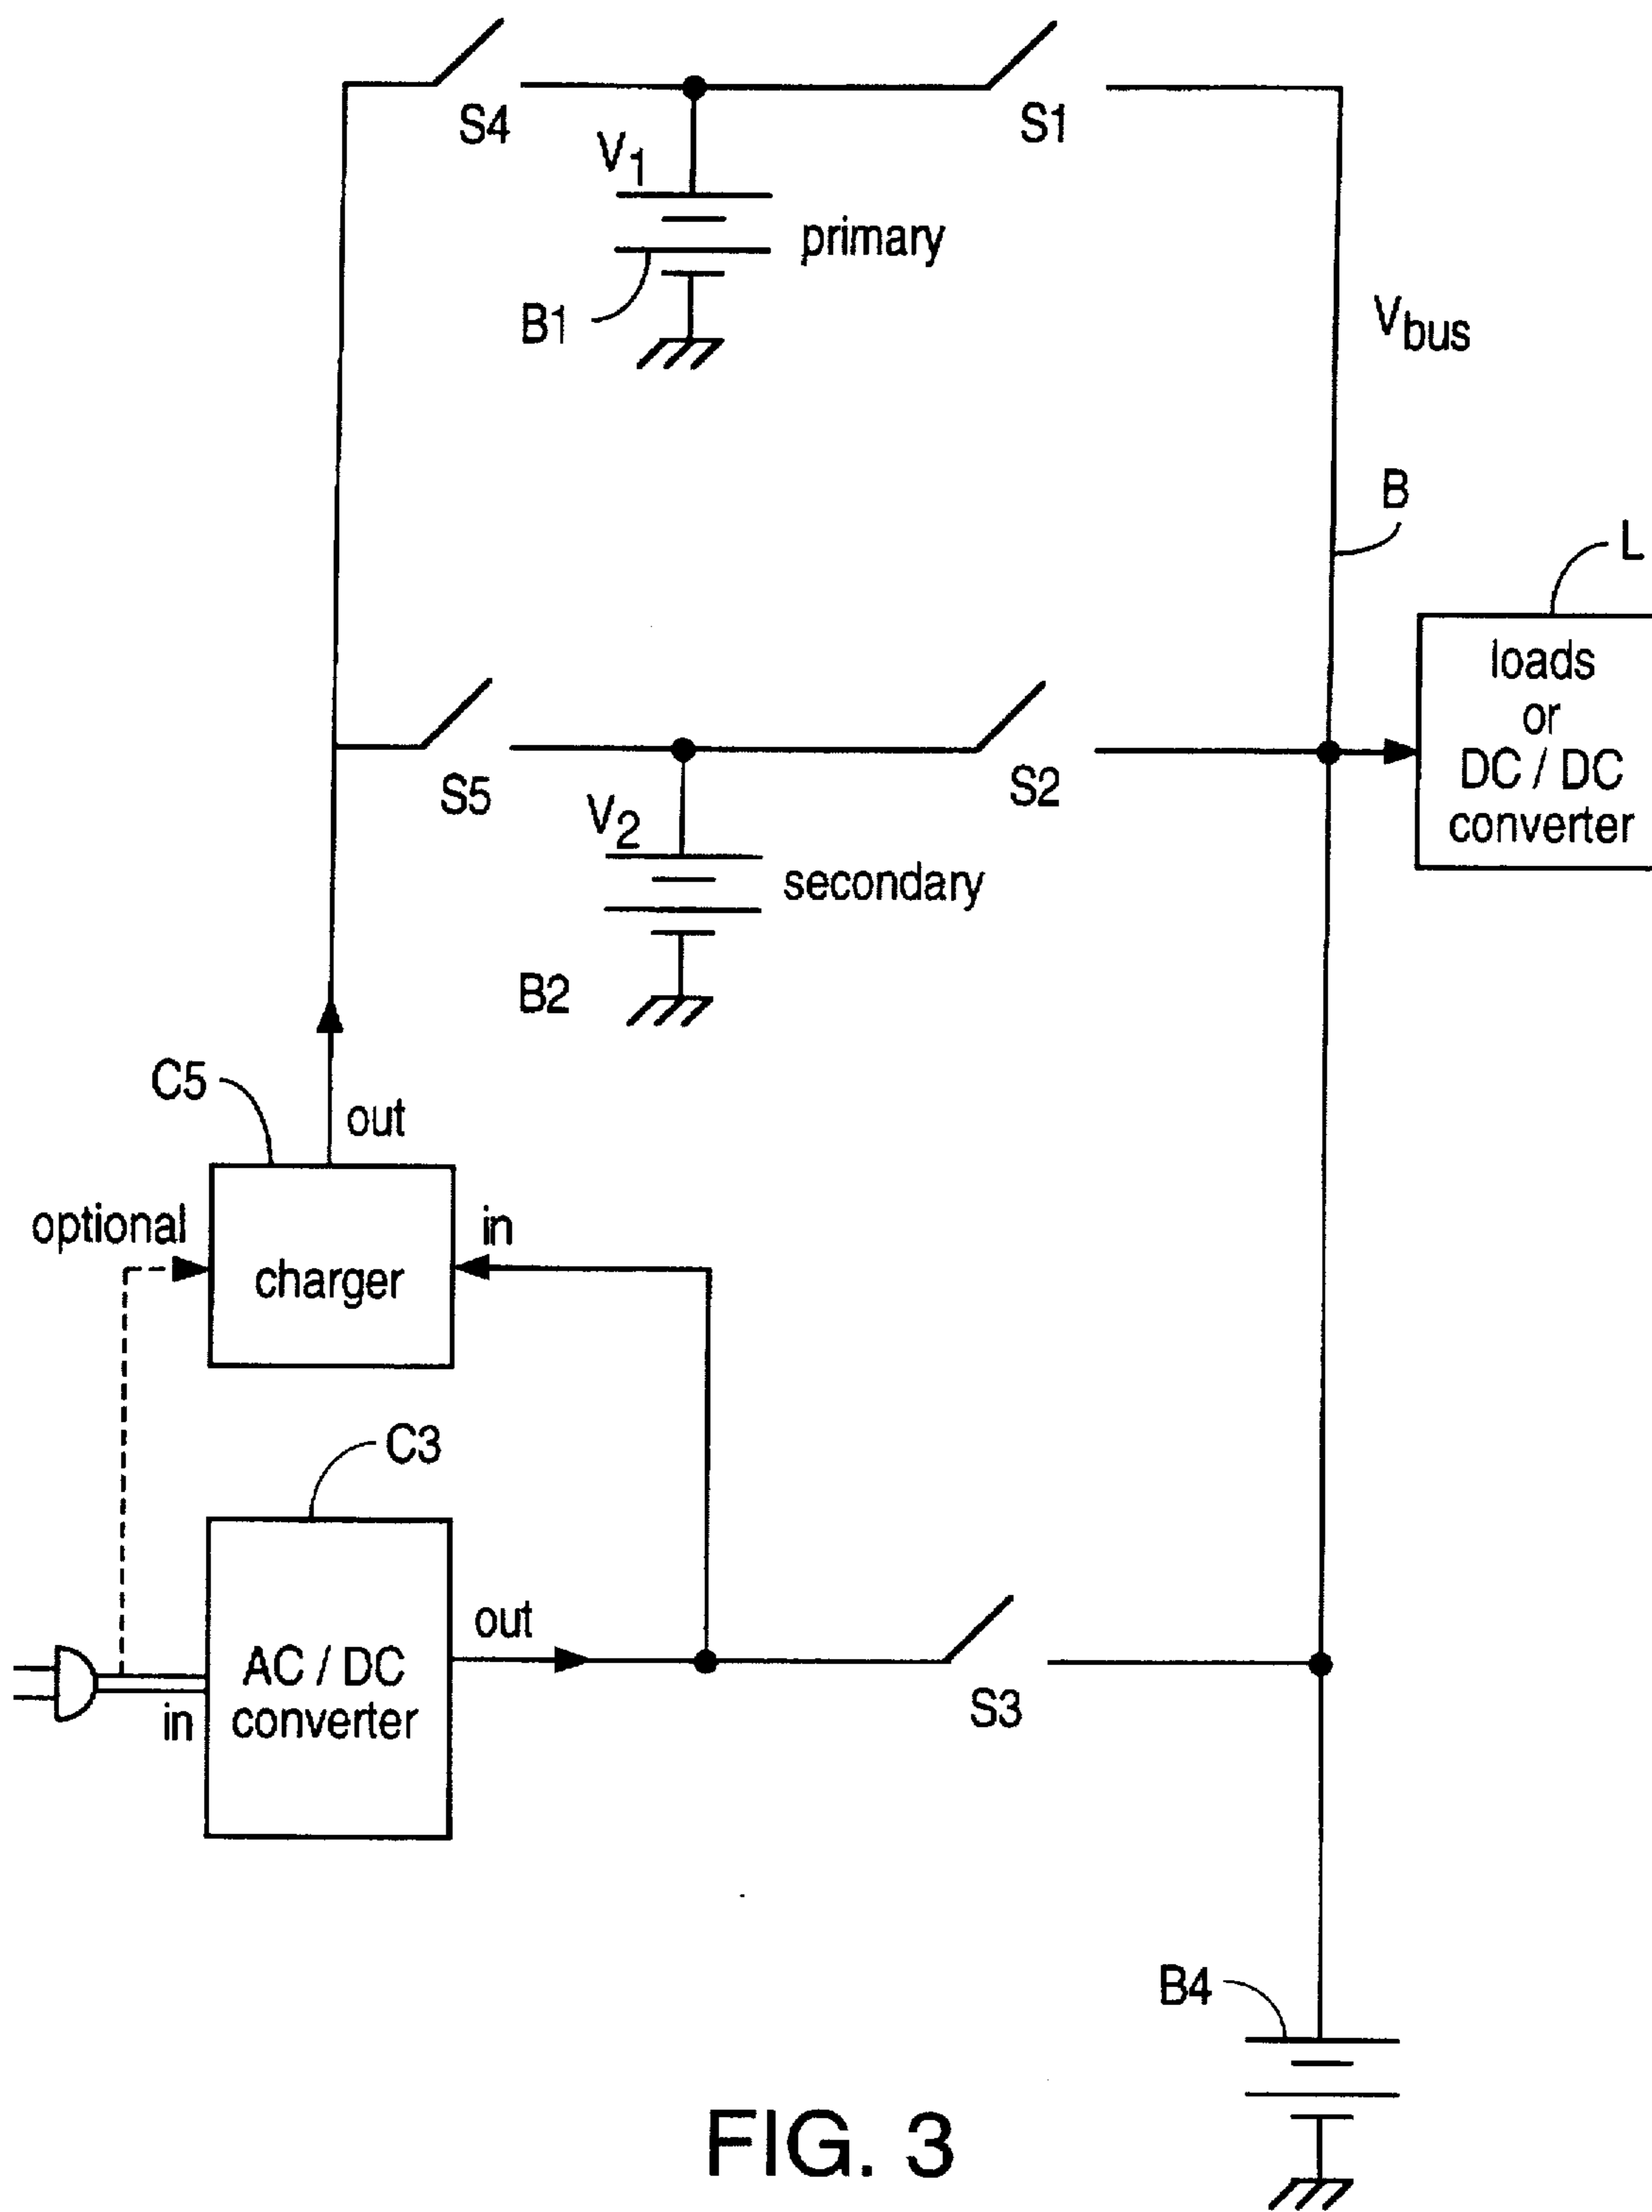 S4
S1
V1
primary
B1
Vbus
B
L
loads
or
DC / DC
converter
S5
S2
V2
secondary
B2
C5
out
optional
in
charger
C3
out
AC / DC
converter
in
S3
B4
FIG. 3